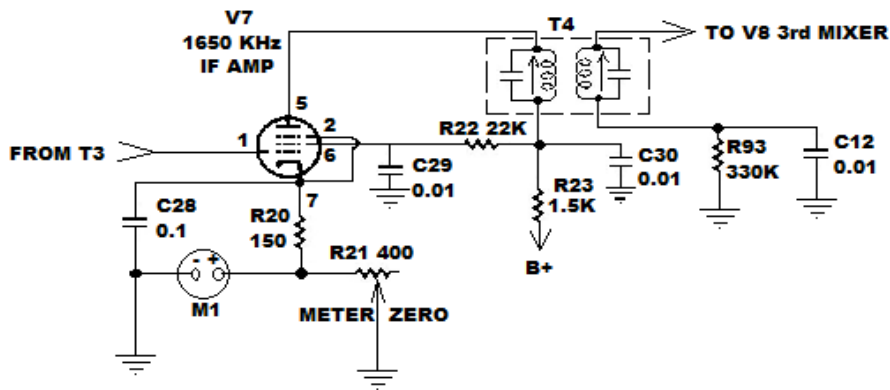 V7
1650 KHz
IF AMP
T4
TO V8 3rd MIXER
5
2
6
1
7
FROM T3
R22 22K
C29
0.01
C30
0.01
R93
330K
C12
0.01
C28
0.1
R20
150
R23
1.5K
R21 400
B+
- +
M1
METER ZERO